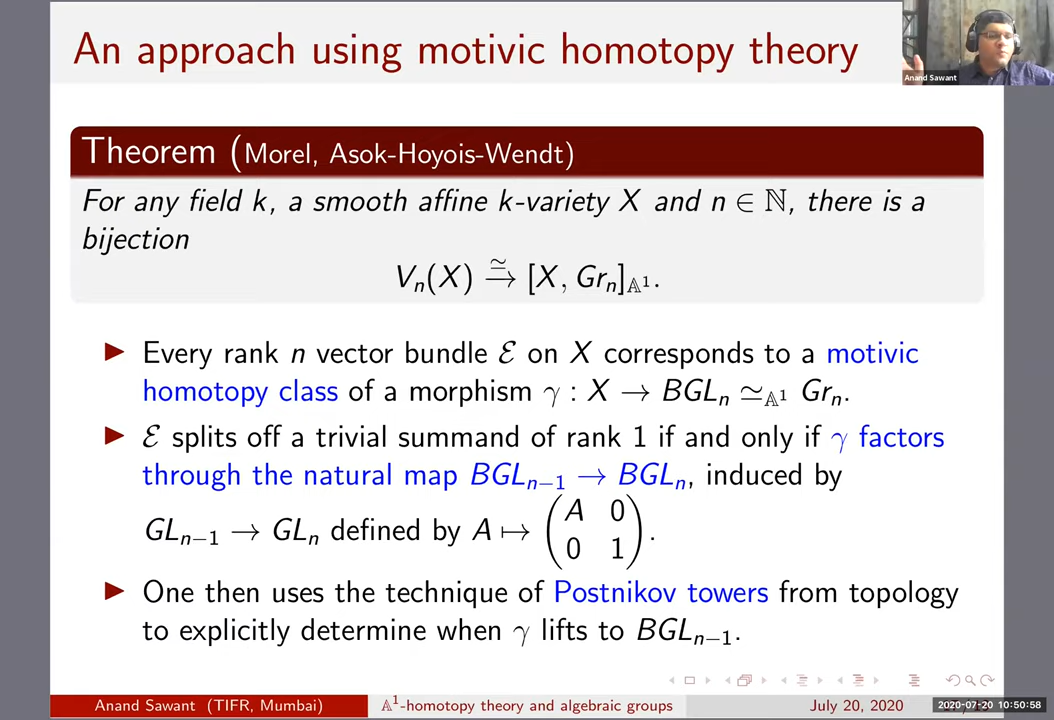 An approach using motivic homotopy theory
Anand Sawant
Theorem (Morel, Asok-Hoyois-Wendt)
For any field k, a smooth affine k-variety X and n ∈ ℕ, there is a
bijection
Vₙ(X) →≃ [X, Grₙ]_𝔸¹.
▶ Every rank n vector bundle ℰ on X corresponds to a motivic
homotopy class of a morphism γ : X → BGLₙ ≃_𝔸¹ Grₙ.
▶ ℰ splits off a trivial summand of rank 1 if and only if γ factors
through the natural map BGLₙ₋₁ → BGLₙ, induced by
GLₙ₋₁ → GLₙ defined by A ↦ (A 0
0 1).
▶ One then uses the technique of Postnikov towers from topology
to explicitly determine when γ lifts to BGLₙ₋₁.
Anand Sawant (TIFR, Mumbai) 𝔸¹-homotopy theory and algebraic groups July 20, 2020
2020-07-20 10:50:58